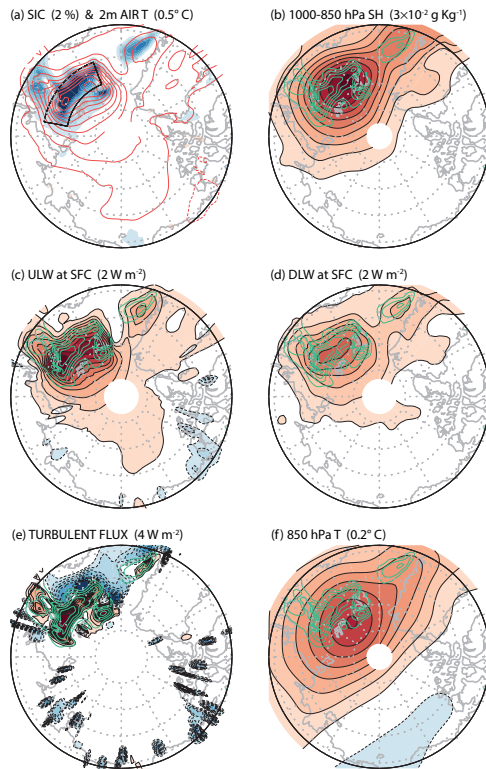 (a) SIC (2 %) & 2m AIR T (0.5° C)
(b) 1000-850 hPa SH (3×10⁻² g Kg⁻¹)
(c) ULW at SFC (2 W m⁻²)
(d) DLW at SFC (2 W m⁻²)
(e) TURBULENT FLUX (4 W m⁻²)
(f) 850 hPa T (0.2° C)